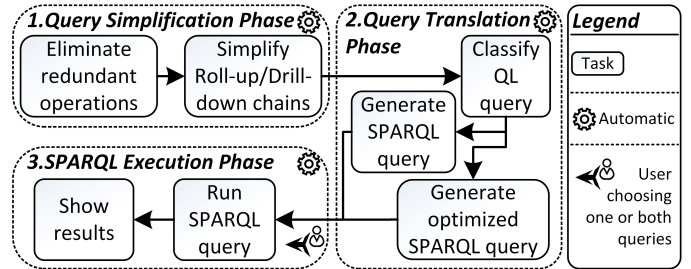 1.Query Simplification Phase
Eliminate
redundant
operations
Simplify
Roll-up/Drill-
down chains
2.Query Translation
Phase
Classify
QL
query
Generate
SPARQL
query
Generate
optimized
SPARQL query
3.SPARQL Execution Phase
Show
results
Run
SPARQL
query
Legend
Task
Automatic
User
choosing
one or both
queries